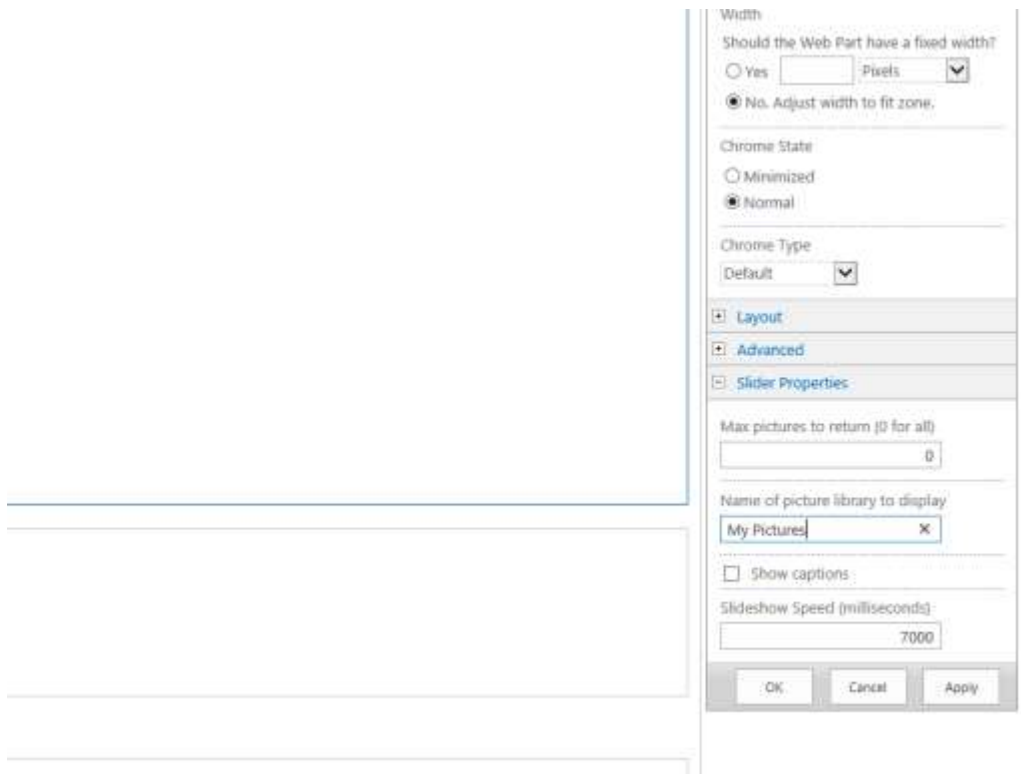 Width
Should the Web Part have a fixed width?
Yes Pixels
No. Adjust width to fit zone.
Chrome State
Minimized
Normal
Chrome Type
Default
Layout
Advanced
Slider Properties
Max pictures to return (0 for all)
0
Name of picture library to display
My Pictures
Show captions
Slideshow Speed (milliseconds)
7000
OK Cancel Apply